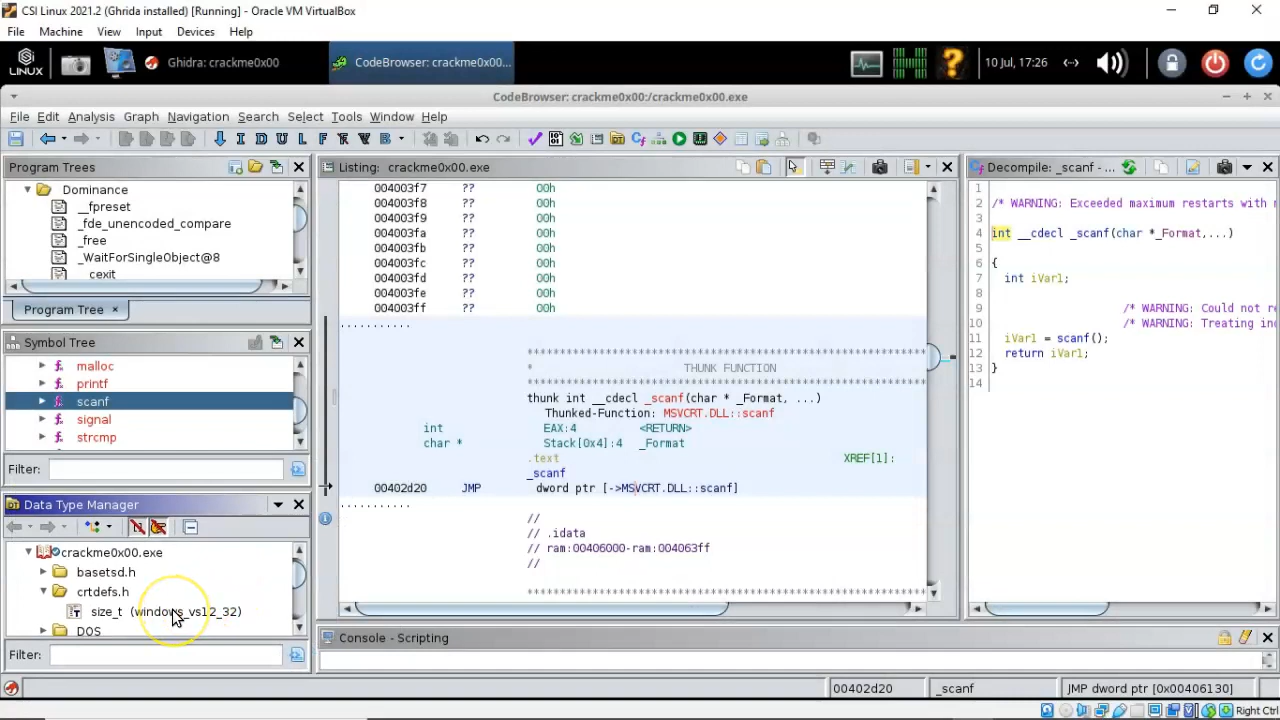 CSI Linux 2021.2 (Ghrida installed) [Running] - Oracle VM VirtualBox
File Machine View Input Devices Help
LINUX
Ghidra: crackme0x00
CodeBrowser: crackme0x00...
10 Jul, 17:26
CodeBrowser: crackme0x00:/crackme0x00.exe
File Edit Analysis Graph Navigation Search Select Tools Window Help
I D U L F V B
Program Trees
Dominance
__fpreset
_fde_unencoded_compare
_free
_WaitForSingleObject@8
cexit
Program Tree ×
Symbol Tree
malloc
printf
scanf
signal
strcmp
Filter:
Data Type Manager
crackme0x00.exe
basetsd.h
crtdefs.h
size_t (windows_vs12_32)
DOS
Filter:
Listing: crackme0x00.exe
004003f7 ?? 00h
004003f8 ?? 00h
004003f9 ?? 00h
004003fa ?? 00h
004003fb ?? 00h
004003fc ?? 00h
004003fd ?? 00h
004003fe ?? 00h
004003ff ?? 00h
* THUNK FUNCTION
thunk int __cdecl _scanf(char * _Format, ...)
Thunked-Function: MSVCRT.DLL::scanf
int EAX:4 <RETURN>
char * Stack[0x4]:4 _Format
.text XREF[1]:
_scanf
00402d20 JMP dword ptr [->MSVCRT.DLL::scanf]
//
// .idata
// ram:00406000-ram:004063ff
//
Decompile: _scanf - ...
1
2 /* WARNING: Exceeded maximum restarts with
3
4 int __cdecl _scanf(char *_Format,...)
5
6 {
7 int iVar1;
8
9 /* WARNING: Could not
10 /* WARNING: Treating
11 iVar1 = scanf();
12 return iVar1;
13 }
14
Console - Scripting
00402d20 _scanf JMP dword ptr [0x00406130]
Right Ctrl